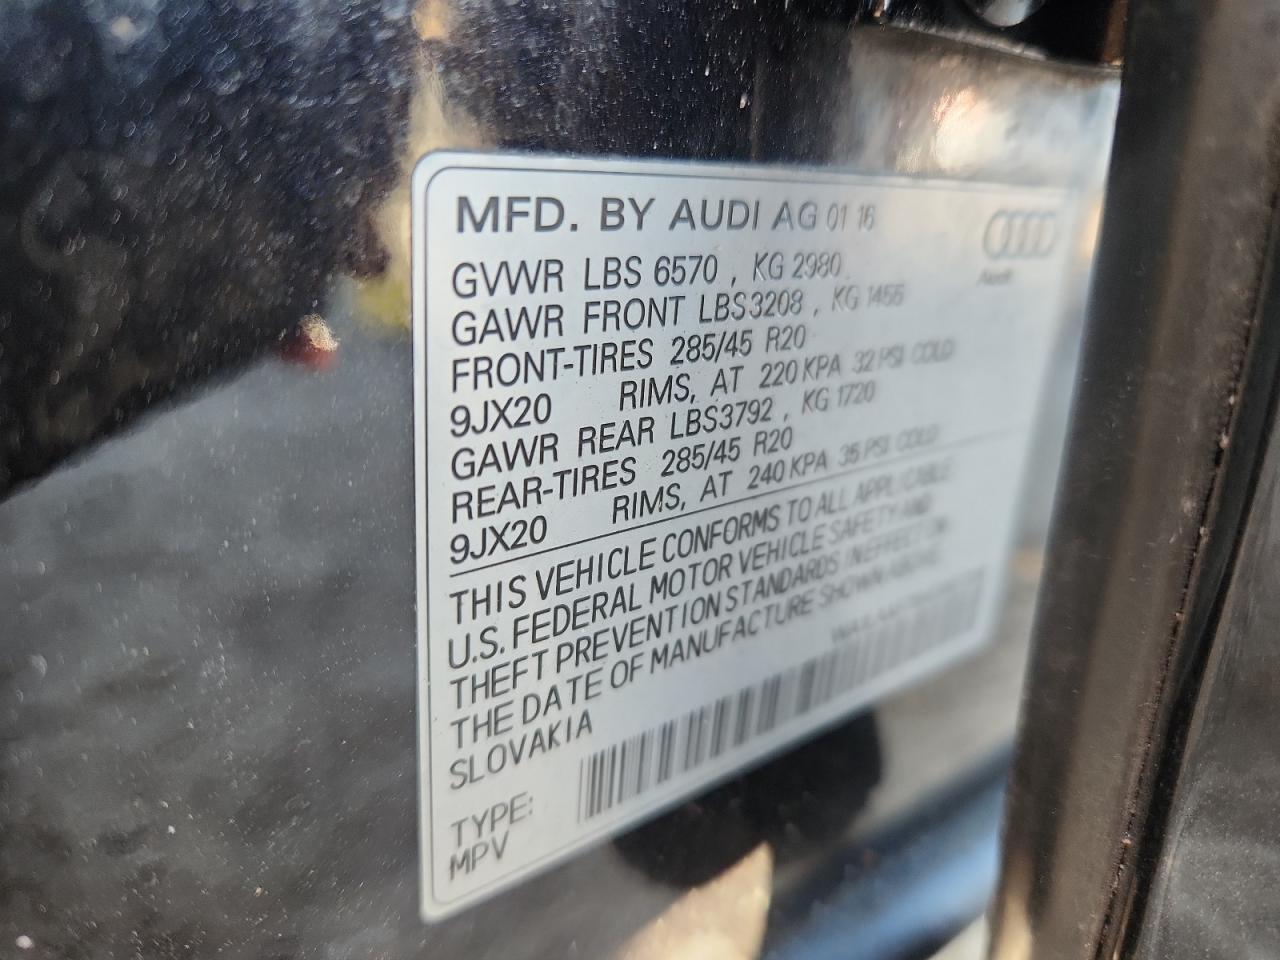 MFD. BY AUDI AG 01 16
Audi
GVWR LBS 6570 , KG 2980
GAWR FRONT LBS3208 , KG 1455
FRONT-TIRES 285/45 R20
9JX20 RIMS, AT 220 KPA 32 PSI COLD
GAWR REAR LBS3792 , KG 1720
REAR-TIRES 285/45 R20
9JX20 RIMS, AT 240 KPA 35 PSI COLD
THIS VEHICLE CONFORMS TO ALL APPLICABLE
U.S. FEDERAL MOTOR VEHICLE SAFETY AND
THEFT PREVENTION STANDARDS IN EFFECT ON
THE DATE OF MANUFACTURE SHOWN ABOVE.
SLOVAKIA
TYPE:
MPV